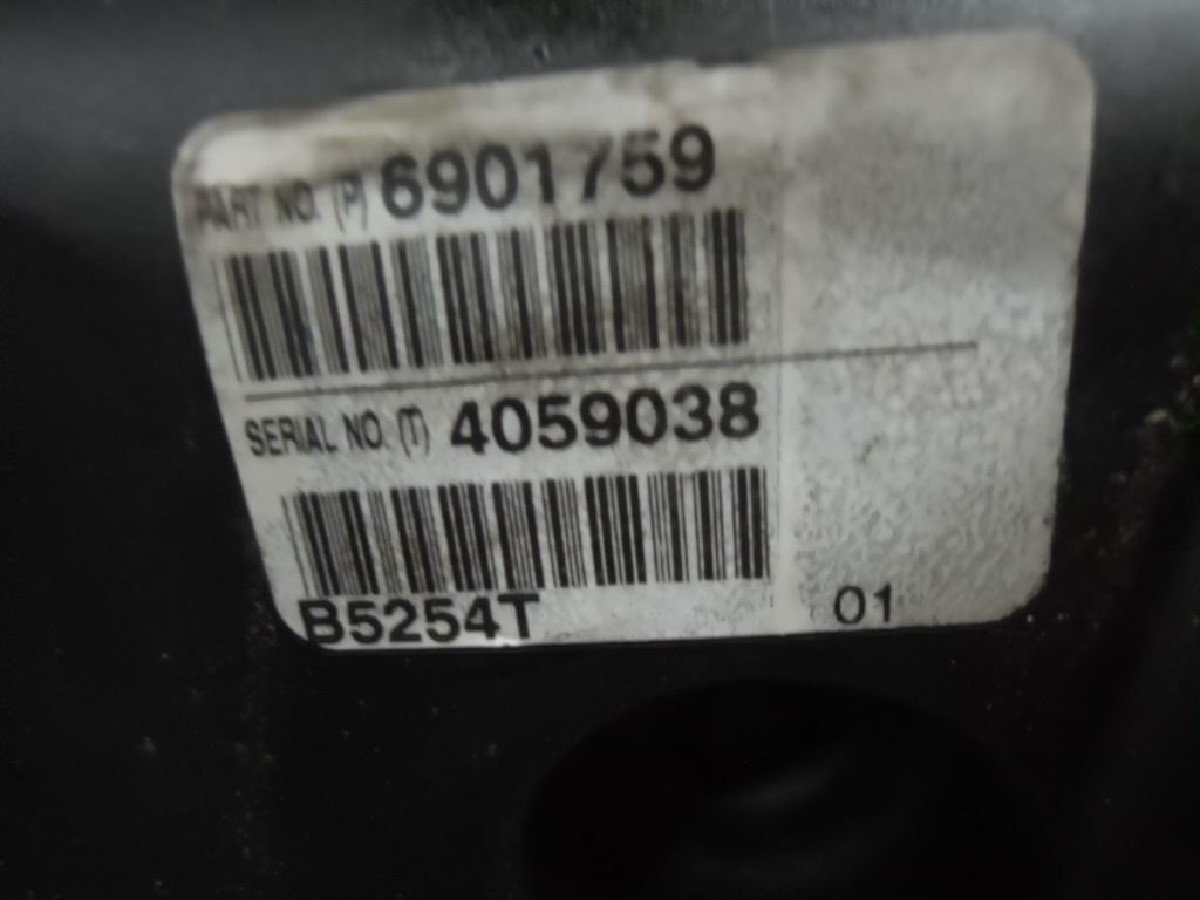 PART NO. (P) 6901759
SERIAL NO. (T) 4059038
B5254T 01